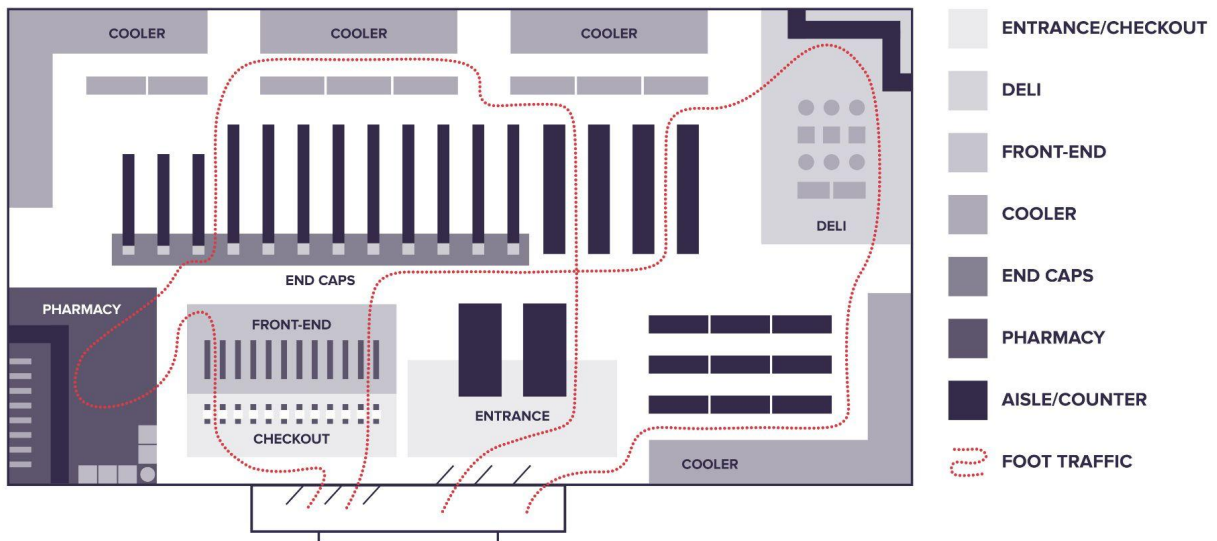 COOLER
COOLER
COOLER
DELI
END CAPS
PHARMACY
FRONT-END
CHECKOUT
ENTRANCE
COOLER
ENTRANCE/CHECKOUT
DELI
FRONT-END
COOLER
END CAPS
PHARMACY
AISLE/COUNTER
FOOT TRAFFIC